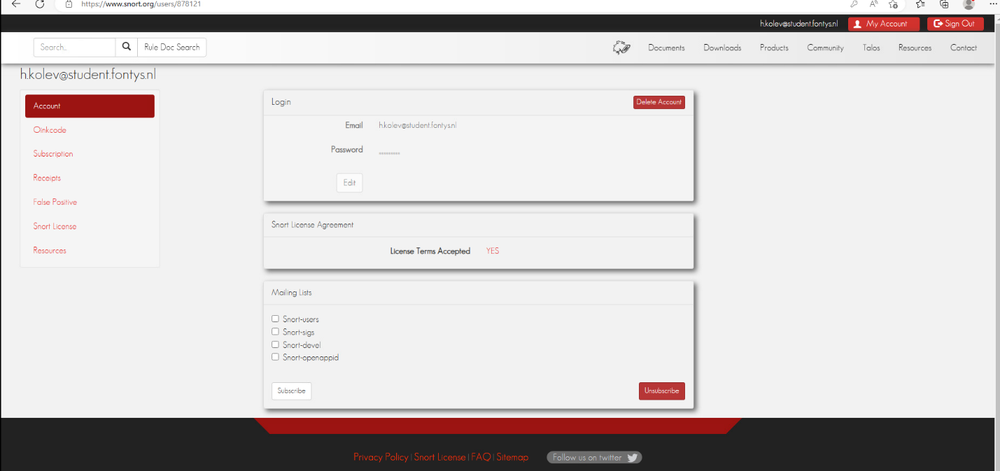 https://www.snort.org/users/878121
h.kolev@student.fontys.nl My Account Sign Out
Search.. Rule Doc Search Documents Downloads Products Community Talos Resources Contact
h.kolev@student.fontys.nl
Account
Oinkcode
Subscription
Receipts
False Positive
Snort License
Resources
Login Delete Account
Email h.kolev@student.fontys.nl
Password
Edit
Snort License Agreement
License Terms Accepted YES
Mailing Lists
Snort-users
Snort-sigs
Snort-devel
Snort-openappid
Subscribe Unsubscribe
Privacy Policy | Snort License | FAQ | Sitemap Follow us on twitter